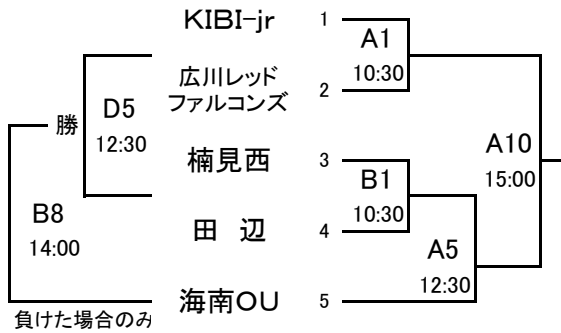 KIBI-jr 1
A1
10:30
広川レッド
ファルコンズ 2
D5
12:30
勝
A10
15:00
楠見西 3
B1
10:30
B8
14:00
田 辺 4
A5
12:30
海南OU 5
負けた場合のみ